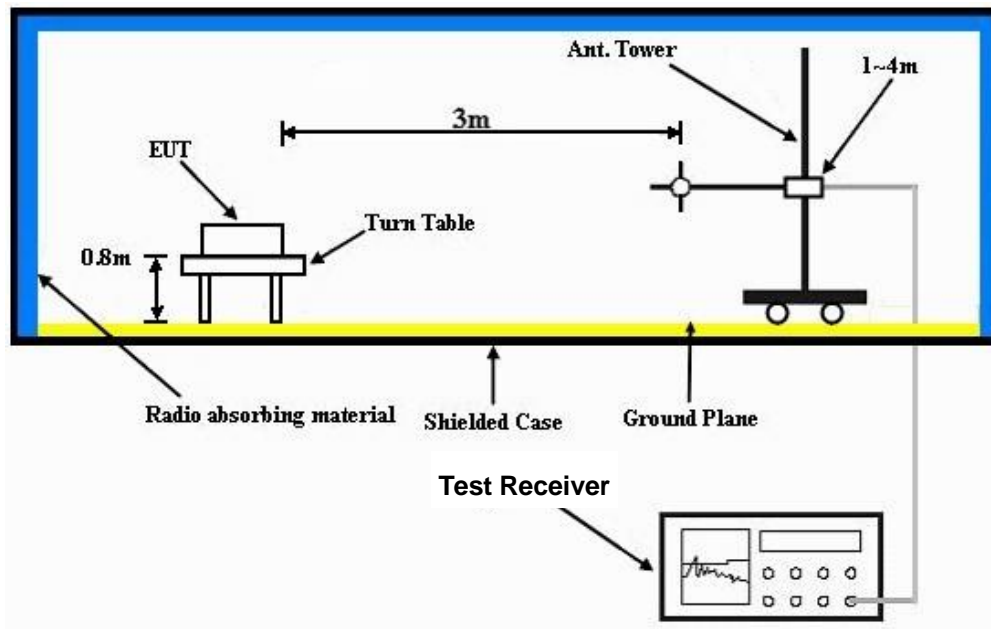 Ant. Tower
1~4m
3m
EUT
Turn Table
0.8m
Radio absorbing material
Shielded Case
Ground Plane
Test Receiver